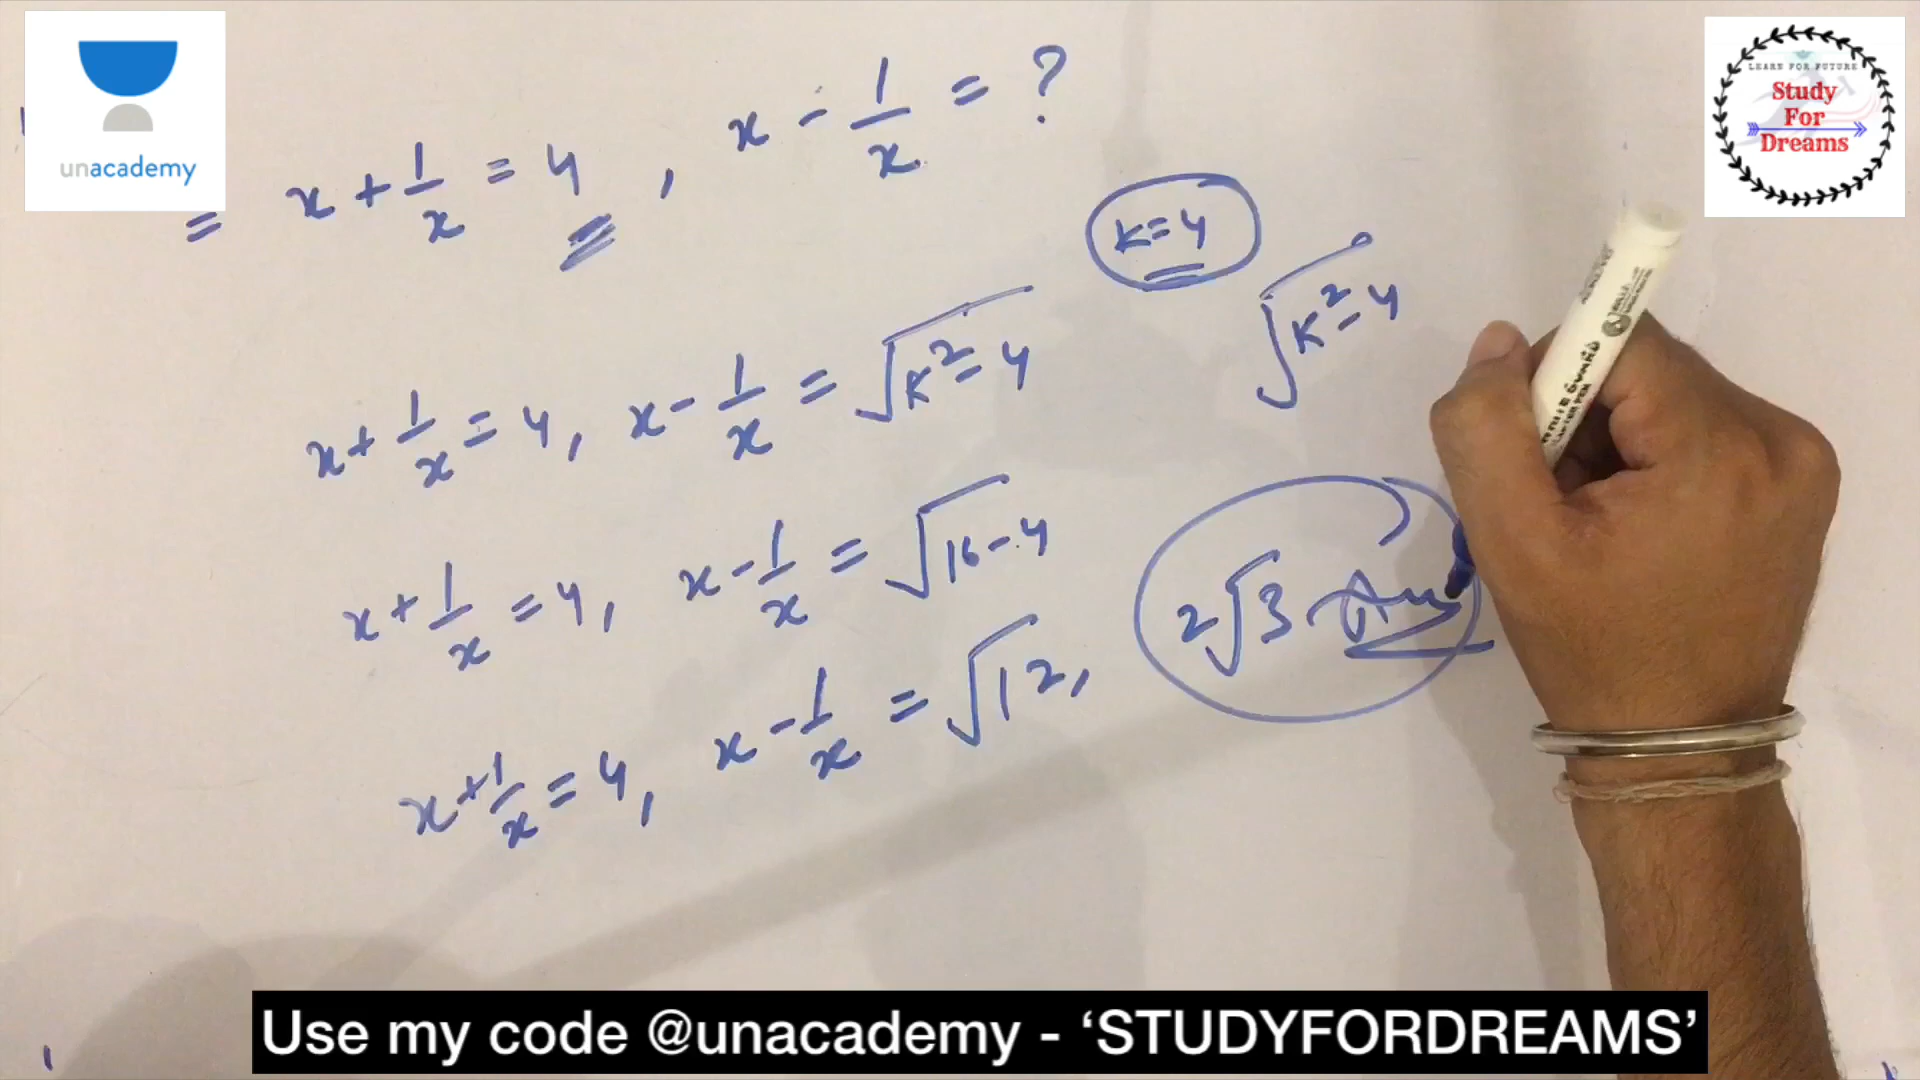 unacademy
LEARN FOR FUTURE
Study
For
Dreams
= x + 1/x = 4 , x - 1/x = ?
k=4
√k²-4
x + 1/x = 4, x - 1/x = √k²-4
x + 1/x = 4, x - 1/x = √16-4
2√3 Ans
x + 1/x = 4, x - 1/x = √12,
Use my code @unacademy - ‘STUDYFORDREAMS’